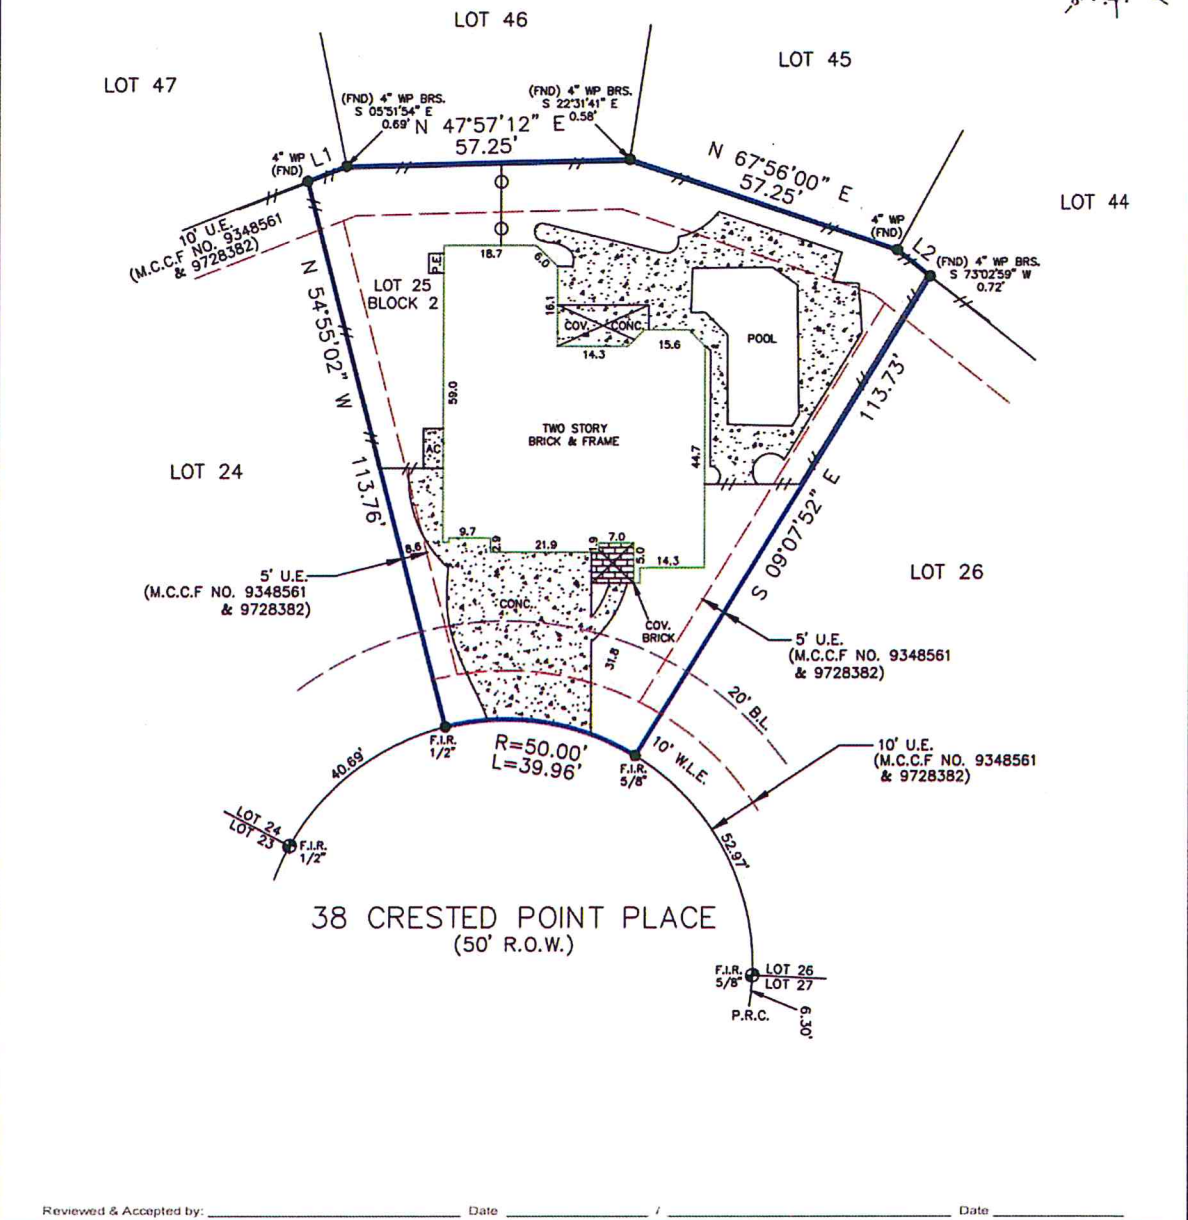 LOT 46
LOT 45
LOT 47
LOT 44
(FND) 4" WP BRS.
S 05°51'54" E
0.69'
(FND) 4" WP BRS.
S 22°31'41" E
0.58'
N 47°57'12" E
57.25'
N 67°56'00" E
57.25'
4" WP
(FND)
L1
4" WP
(FND)
L2
(FND) 4" WP BRS.
S 73°02'59" W
0.72'
10' U.E.
(M.C.C.F NO. 9348561
& 9728382)
N 54°55'02" W
113.76'
LOT 25
BLOCK 2
P.E
18.7
6.0
16.1
COV. CONC.
14.3
15.6
POOL
59.0
TWO STORY
BRICK & FRAME
44.7
AC
113.73'
S 09°07'52" E
LOT 24
LOT 26
9.7
2.9
21.9
1.9
7.0
5.0
14.3
8.6
5' U.E.
(M.C.C.F NO. 9348561
& 9728382)
CONC.
COV.
BRICK
31.8
5' U.E.
(M.C.C.F NO. 9348561
& 9728382)
20' B.L.
10' W.L.E.
10' U.E.
(M.C.C.F NO. 9348561
& 9728382)
F.I.R.
1/2"
R=50.00'
L=39.96'
F.I.R.
5/8"
40.69'
LOT 24
LOT 23
F.I.R.
1/2"
52.97'
38 CRESTED POINT PLACE
(50' R.O.W.)
F.I.R.
5/8"
LOT 26
LOT 27
P.R.C.
6.30'
Reviewed & Accepted by: Date / Date